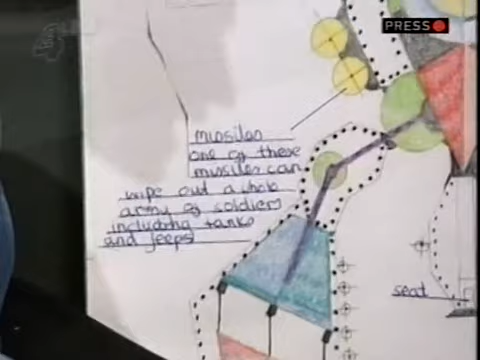 PRESS
missiles
one of these
missiles can
wipe out a whole
army of soldiers
including tanks
and jeeps
seat